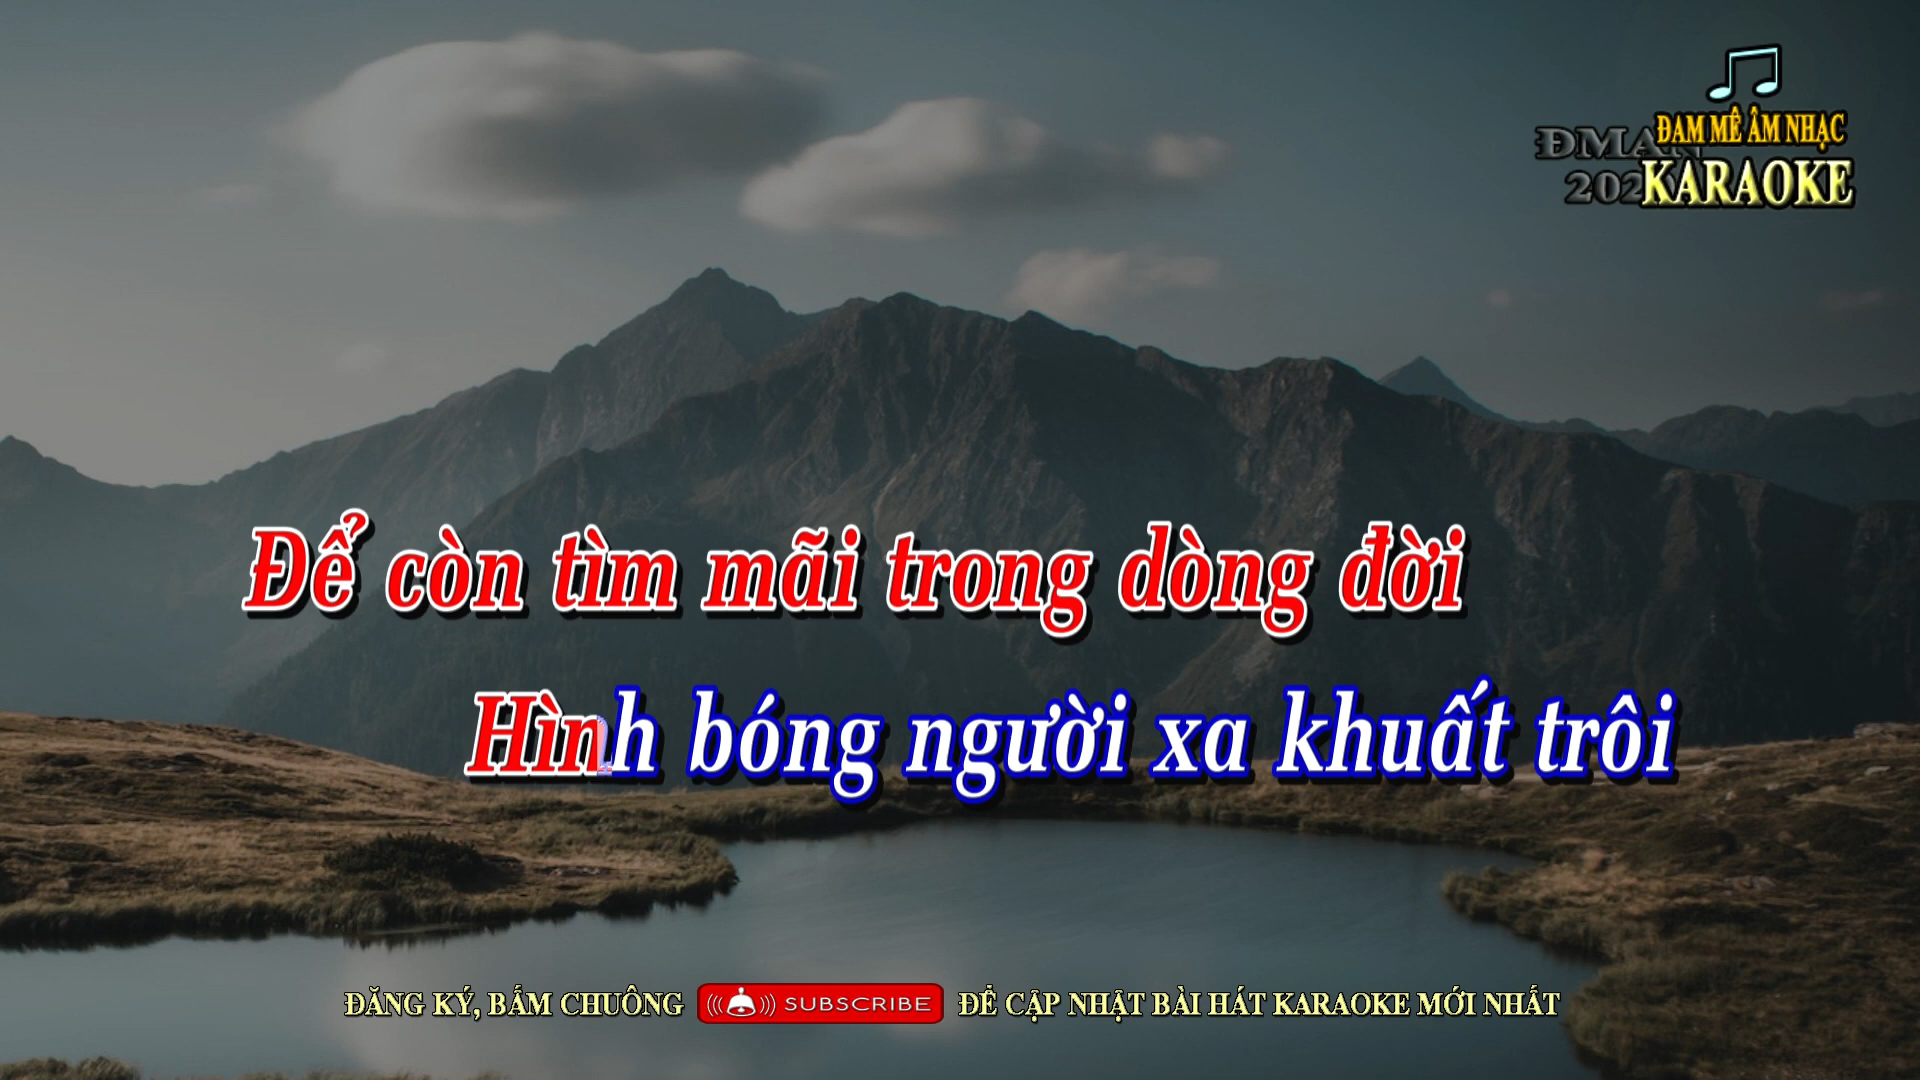 ĐAM MÊ ÂM NHẠC
KARAOKE
Để còn tìm mãi trong dòng đời
Hình bóng người xa khuất trôi
ĐĂNG KÝ, BẤM CHUÔNG SUBSCRIBE ĐỂ CẬP NHẬT BÀI HÁT KARAOKE MỚI NHẤT